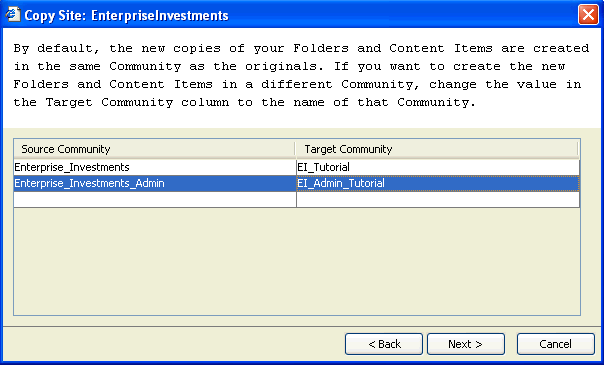 Copy Site: EnterpriseInvestments
By default, the new copies of your Folders and Content Items are created
in the same Community as the originals. If you want to create the new
Folders and Content Items in a different Community, change the value in
the Target Community column to the name of that Community.
Source Community Target Community
Enterprise_Investments EI_Tutorial
Enterprise_Investments_Admin EI_Admin_Tutorial
< Back Next > Cancel